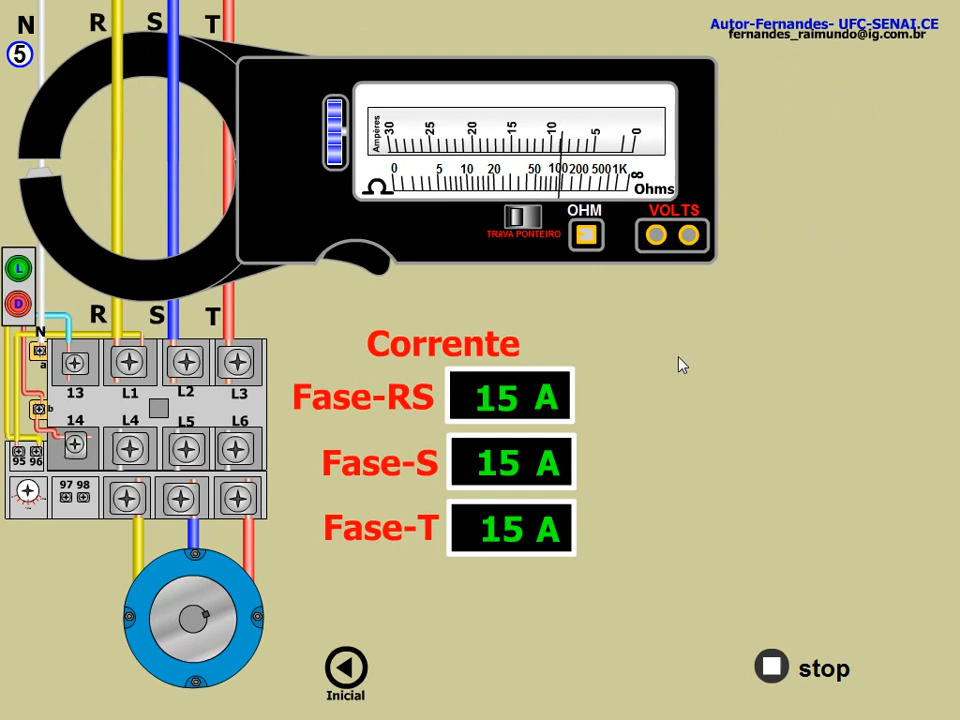 N R S T
5
Autor-Fernandes- UFC-SENAI.CE
fernandes_raimundo@ig.com.br
Ampères
30 25 20 15 10 5 0
0 5 10 20 50 100 200 500 1K ∞
Ω Ohms
TRAVA PONTEIRO
OHM
VOLTS
L
D
R S T
N
a
13 L1 L2 L3
b
14 L4 L5 L6
95 96
97 98
Corrente
Fase-RS 15 A
Fase-S 15 A
Fase-T 15 A
Inicial
stop